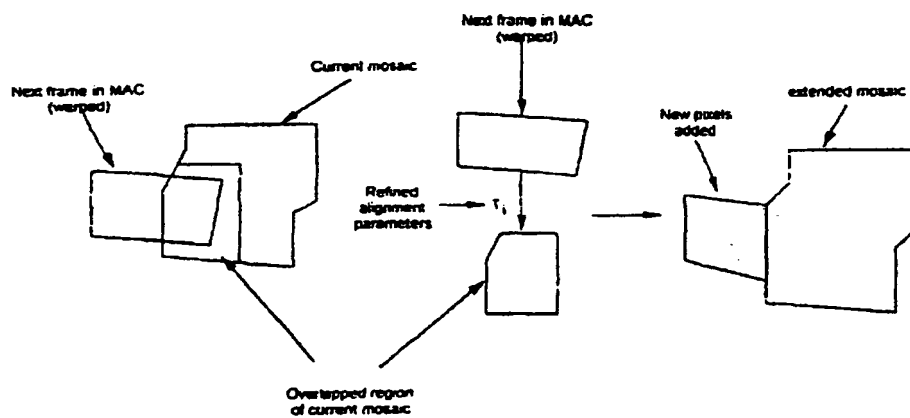 Next frame in MAC
(warped)
Current mosaic
Next frame in MAC
(warped)
New pixels
added
extended mosaic
Refined
alignment
parameters
T i
Overlapped region
of current mosaic